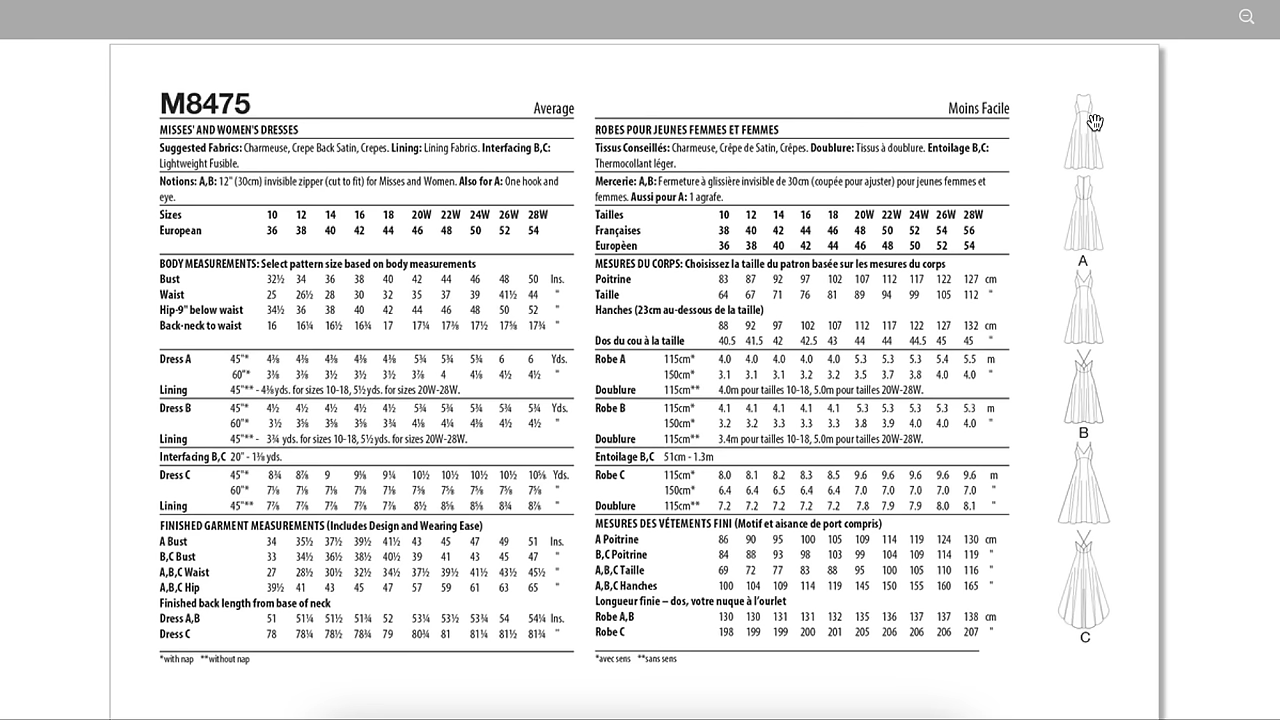 M8475
Average
MISSES' AND WOMEN'S DRESSES
Suggested Fabrics: Charmeuse, Crepe Back Satin, Crepes. Lining: Lining Fabrics. Interfacing B,C:
Lightweight Fusible.
Notions: A,B: 12" (30cm) invisible zipper (cut to fit) for Misses and Women. Also for A: One hook and
eye.
Sizes 10 12 14 16 18 20W 22W 24W 26W 28W
European 36 38 40 42 44 46 48 50 52 54
BODY MEASUREMENTS: Select pattern size based on body measurements
Bust 32½ 34 36 38 40 42 44 46 48 50 Ins.
Waist 25 26½ 28 30 32 35 37 39 41½ 44 "
Hip-9" below waist 34½ 36 38 40 42 44 46 48 50 52 "
Back-neck to waist 16 16¼ 16½ 16¾ 17 17¼ 17⅜ 17½ 17⅝ 17¾ "
Dress A 45"* 4⅜ 4⅜ 4⅜ 4⅜ 4⅜ 5¾ 5¾ 5¾ 6 6 Yds.
60"* 3⅜ 3⅜ 3½ 3½ 3½ 3⅞ 4 4⅛ 4½ 4½ "
Lining 45"** - 4⅜ yds. for sizes 10-18, 5½ yds. for sizes 20W-28W.
Dress B 45"* 4½ 4½ 4½ 4½ 4½ 5¾ 5¾ 5¾ 5¾ 5¾ Yds.
60"* 3½ 3⅝ 3⅝ 3⅝ 3¾ 4⅛ 4¼ 4⅜ 4½ 4½ "
Lining 45"** - 3¾ yds. for sizes 10-18, 5½ yds. for sizes 20W-28W.
Interfacing B,C 20" - 1⅜ yds.
Dress C 45"* 8¾ 8⅞ 9 9⅛ 9¼ 10½ 10½ 10½ 10½ 10⅝ Yds.
60"* 7⅛ 7⅛ 7⅛ 7⅛ 7⅛ 7⅝ 7⅝ 7⅝ 7⅝ 7⅝ "
Lining 45"** 7⅞ 7⅞ 7⅞ 7⅞ 7⅞ 8½ 8⅝ 8⅝ 8¾ 8⅞ "
FINISHED GARMENT MEASUREMENTS (Includes Design and Wearing Ease)
A Bust 34 35½ 37½ 39½ 41½ 43 45 47 49 51 Ins.
B,C Bust 33 34½ 36½ 38½ 40½ 39 41 43 45 47 "
A,B,C Waist 27 28½ 30½ 32½ 34½ 37½ 39½ 41½ 43½ 45½ "
A,B,C Hip 39½ 41 43 45 47 57 59 61 63 65 "
Finished back length from base of neck
Dress A,B 51 51¼ 51½ 51¾ 52 53¼ 53½ 53¾ 54 54¼ Ins.
Dress C 78 78¼ 78½ 78¾ 79 80¾ 81 81¼ 81½ 81¾ "
*with nap **without nap
Moins Facile
ROBES POUR JEUNES FEMMES ET FEMMES
Tissus Conseillés: Charmeuse, Crêpe de Satin, Crêpes. Doublure: Tissus à doublure. Entoilage B,C:
Thermocollant léger.
Mercerie: A,B: Fermeture à glissière invisible de 30cm (coupée pour ajuster) pour jeunes femmes et
femmes. Aussi pour A: 1 agrafe.
Tailles 10 12 14 16 18 20W 22W 24W 26W 28W
Françaises 38 40 42 44 46 48 50 52 54 56
Europèen 36 38 40 42 44 46 48 50 52 54
MESURES DU CORPS: Choisissez la taille du patron basée sur les mesures du corps
Poitrine 83 87 92 97 102 107 112 117 122 127 cm
Taille 64 67 71 76 81 89 94 99 105 112 "
Hanches (23cm au-dessous de la taille)
88 92 97 102 107 112 117 122 127 132 cm
Dos du cou à la taille 40.5 41.5 42 42.5 43 44 44 44.5 45 45 "
Robe A 115cm* 4.0 4.0 4.0 4.0 4.0 5.3 5.3 5.3 5.4 5.5 m
150cm* 3.1 3.1 3.1 3.2 3.2 3.5 3.7 3.8 4.0 4.0 "
Doublure 115cm** 4.0m pour tailles 10-18, 5.0m pour tailles 20W-28W.
Robe B 115cm* 4.1 4.1 4.1 4.1 4.1 5.3 5.3 5.3 5.3 5.3 m
150cm* 3.2 3.2 3.3 3.3 3.3 3.8 3.9 4.0 4.0 4.0 "
Doublure 115cm** 3.4m pour tailles 10-18, 5.0m pour tailles 20W-28W.
Entoilage B,C 51cm - 1.3m
Robe C 115cm* 8.0 8.1 8.2 8.3 8.5 9.6 9.6 9.6 9.6 9.6 m
150cm* 6.4 6.4 6.5 6.4 6.4 7.0 7.0 7.0 7.0 7.0 "
Doublure 115cm** 7.2 7.2 7.2 7.2 7.2 7.8 7.9 7.9 8.0 8.1 "
MESURES DES VÉTEMENTS FINI (Motif et aisance de port compris)
A Poitrine 86 90 95 100 105 109 114 119 124 130 cm
B,C Poitrine 84 88 93 98 103 99 104 109 114 119 "
A,B,C Taille 69 72 77 83 88 95 100 105 110 116 "
A,B,C Hanches 100 104 109 114 119 145 150 155 160 165 "
Longueur finie – dos, votre nuque à l'ourlet
Robe A,B 130 130 131 131 132 135 136 137 137 138 cm
Robe C 198 199 199 200 201 205 206 206 206 207 "
*avec sens **sans sens
A
B
C